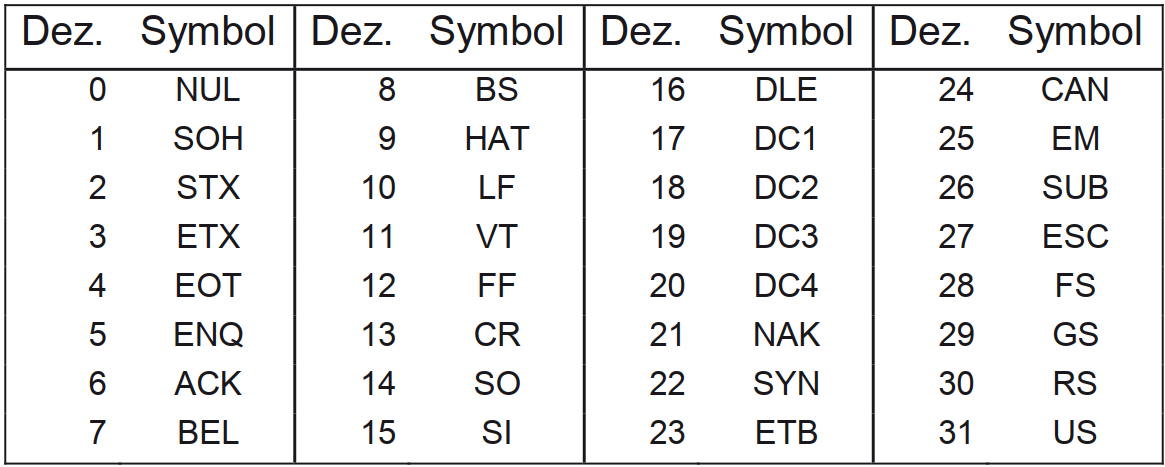 Dez. Symbol Dez. Symbol Dez. Symbol Dez. Symbol
0 NUL 8 BS 16 DLE 24 CAN
1 SOH 9 HAT 17 DC1 25 EM
2 STX 10 LF 18 DC2 26 SUB
3 ETX 11 VT 19 DC3 27 ESC
4 EOT 12 FF 20 DC4 28 FS
5 ENQ 13 CR 21 NAK 29 GS
6 ACK 14 SO 22 SYN 30 RS
7 BEL 15 SI 23 ETB 31 US